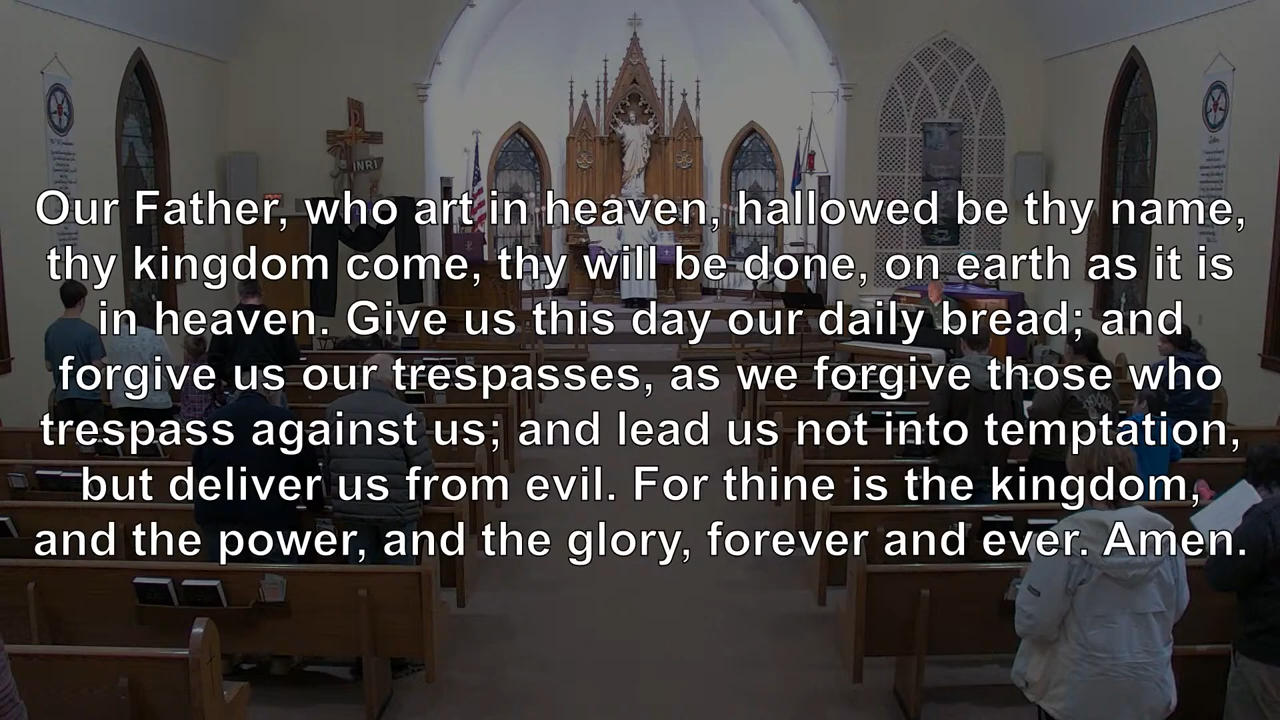 INRI
Our Father, who art in heaven, hallowed be thy name,
thy kingdom come, thy will be done, on earth as it is
in heaven. Give us this day our daily bread; and
forgive us our trespasses, as we forgive those who
trespass against us; and lead us not into temptation,
but deliver us from evil. For thine is the kingdom,
and the power, and the glory, forever and ever. Amen.